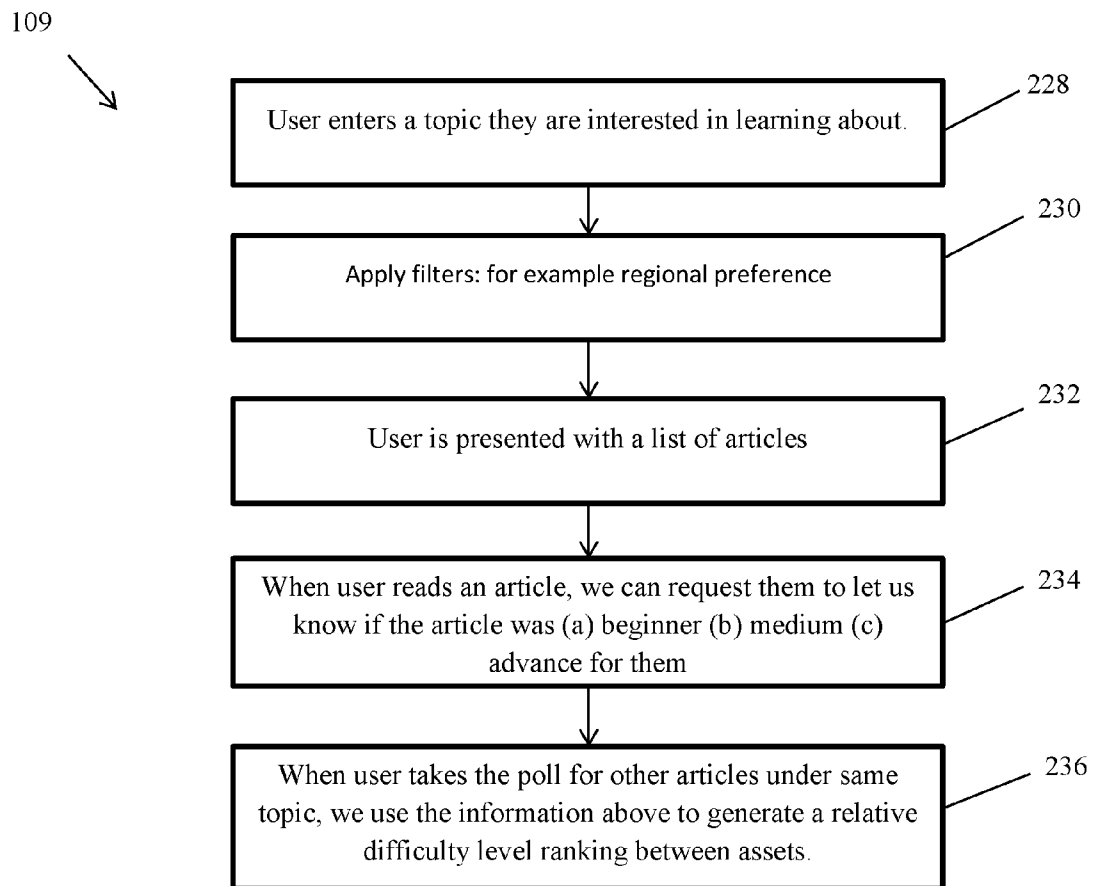 109
228
User enters a topic they are interested in learning about.
230
Apply filters: for example regional preference
232
User is presented with a list of articles
234
When user reads an article, we can request them to let us
know if the article was (a) beginner (b) medium (c)
advance for them
236
When user takes the poll for other articles under same
topic, we use the information above to generate a relative
difficulty level ranking between assets.